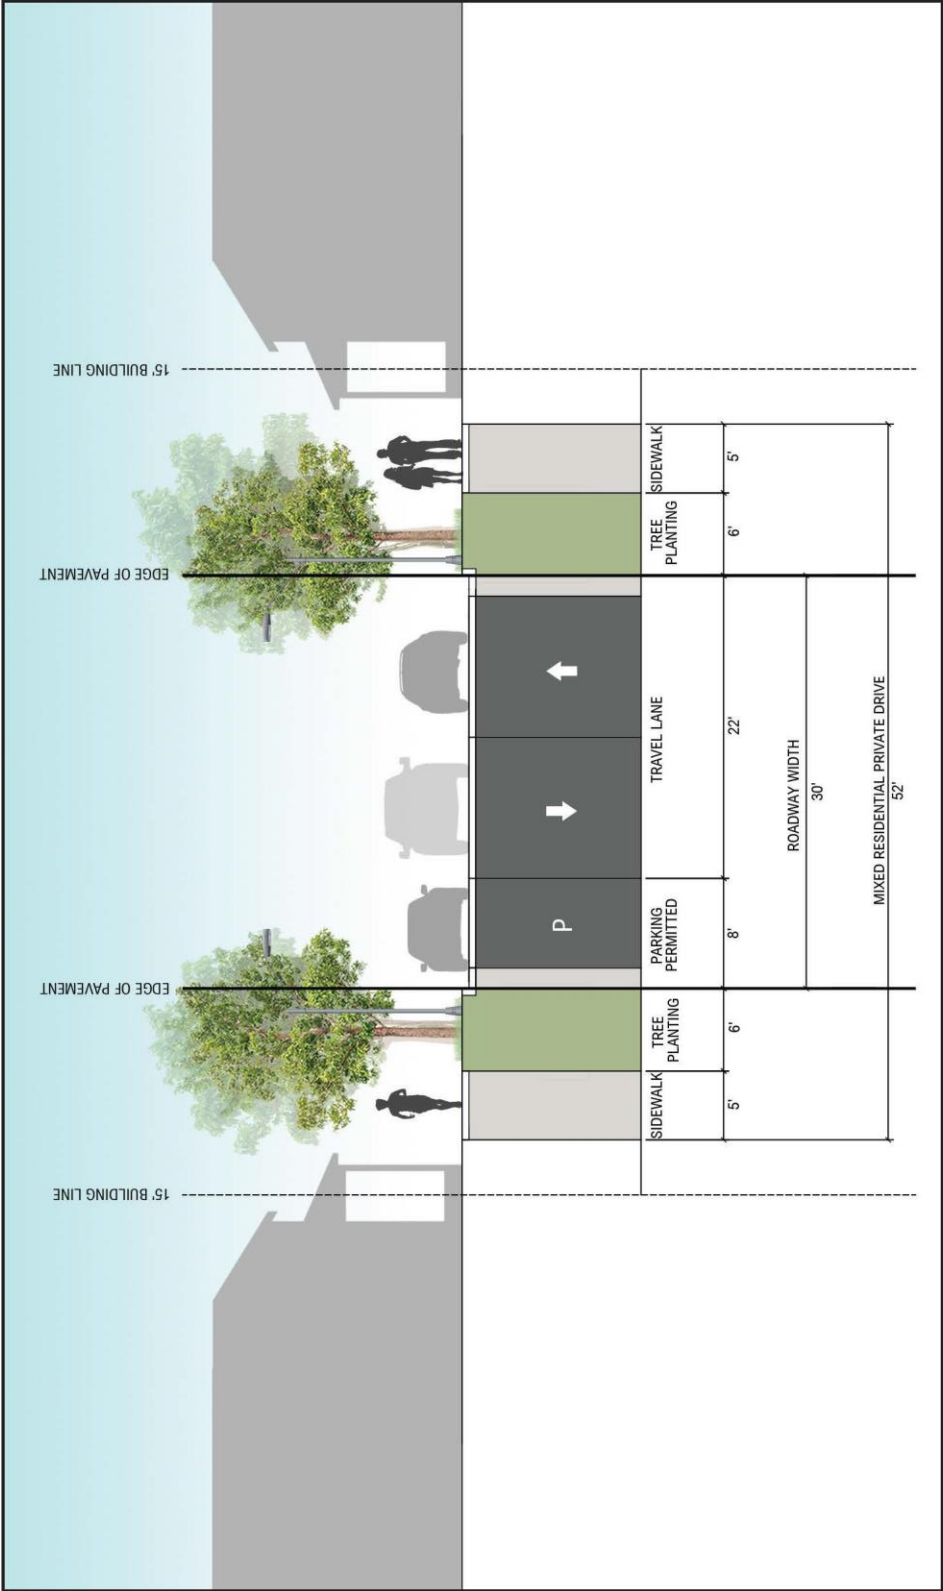 15' BUILDING LINE
EDGE OF PAVEMENT
EDGE OF PAVEMENT
15' BUILDING LINE
P
SIDEWALK
TREE
PLANTING
PARKING
PERMITTED
TRAVEL LANE
TREE
PLANTING
SIDEWALK
5'
6'
8'
22'
6'
5'
ROADWAY WIDTH
30'
MIXED RESIDENTIAL PRIVATE DRIVE
52'